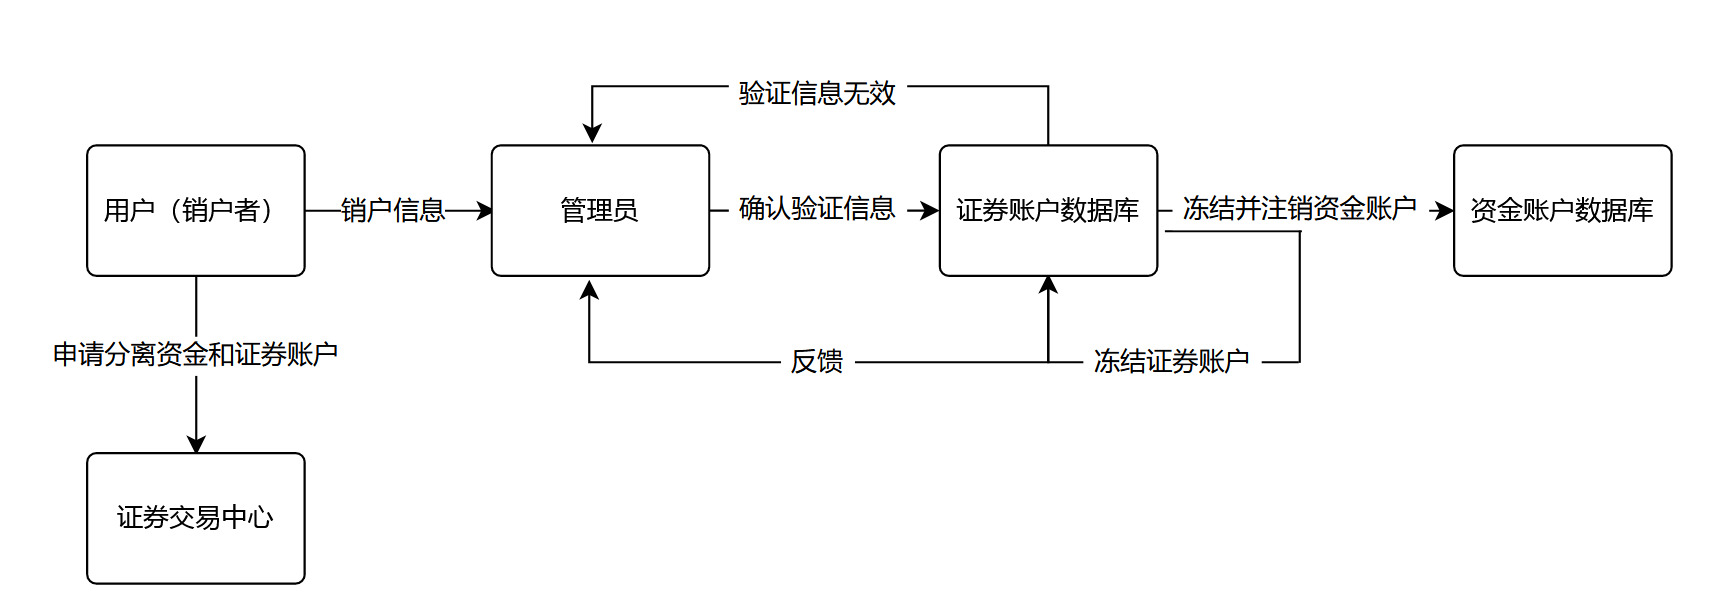 验证信息无效
用户（销户者）
销户信息
管理员
确认验证信息
证券账户数据库
冻结并注销资金账户
资金账户数据库
申请分离资金和证券账户
反馈
冻结证券账户
证券交易中心